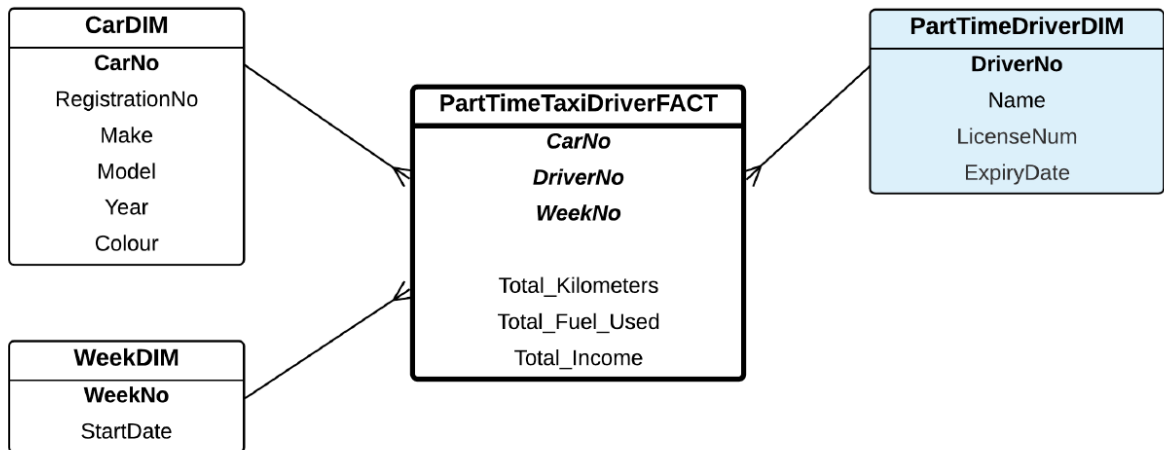 CarDIM
CarNo
RegistrationNo
Make
Model
Year
Colour
WeekDIM
WeekNo
StartDate
PartTimeTaxiDriverFACT
CarNo
DriverNo
WeekNo
Total_Kilometers
Total_Fuel_Used
Total_Income
PartTimeDriverDIM
DriverNo
Name
LicenseNum
ExpiryDate